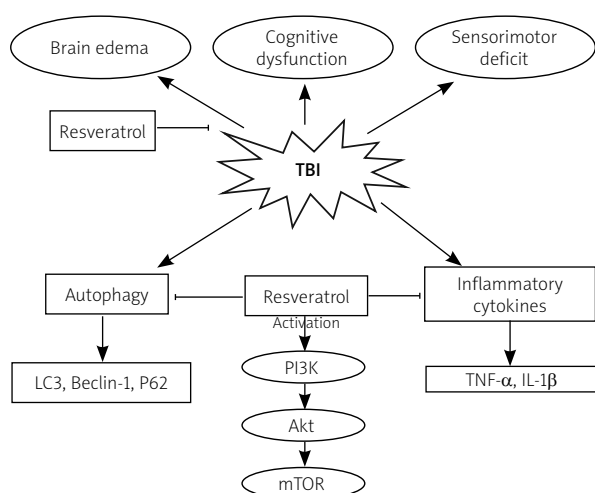 Brain edema
Cognitive
dysfunction
Sensorimotor
deficit
Resveratrol
TBI
Autophagy
Resveratrol
Inflammatory
cytokines
Activation
LC3, Beclin-1, P62
PI3K
TNF-α, IL-1β
Akt
mTOR